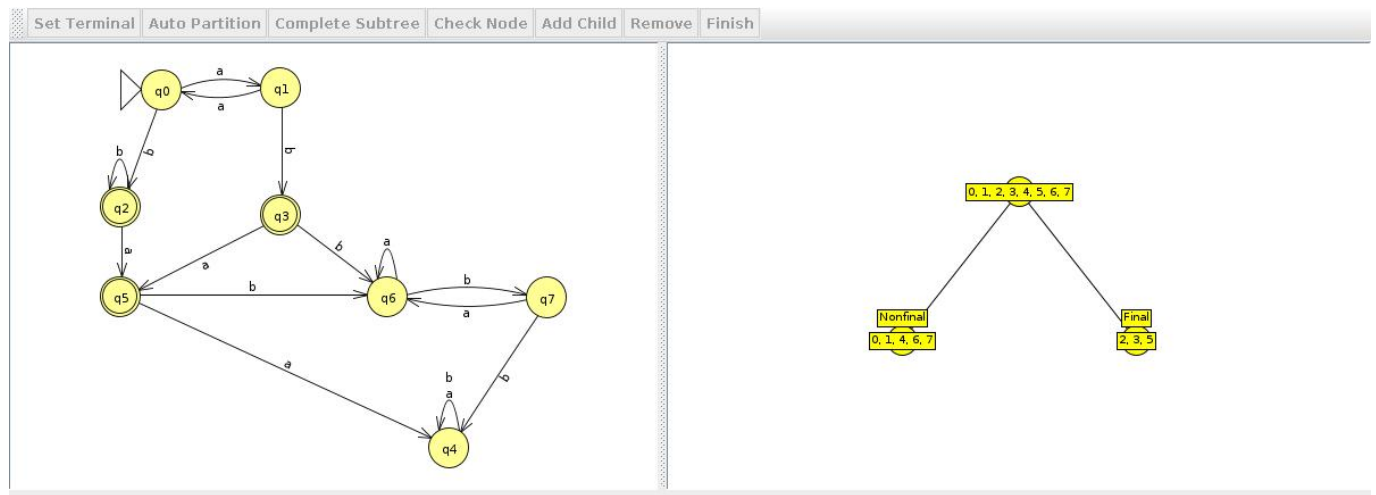 Set Terminal Auto Partition Complete Subtree Check Node Add Child Remove Finish
a
q0 q1
a
b b b
q2 q3
0, 1, 2, 3, 4, 5, 6, 7
a a b a
b b
q5 q6 q7
a
Nonfinal Final
0, 1, 4, 6, 7 2, 3, 5
a b b
a
q4